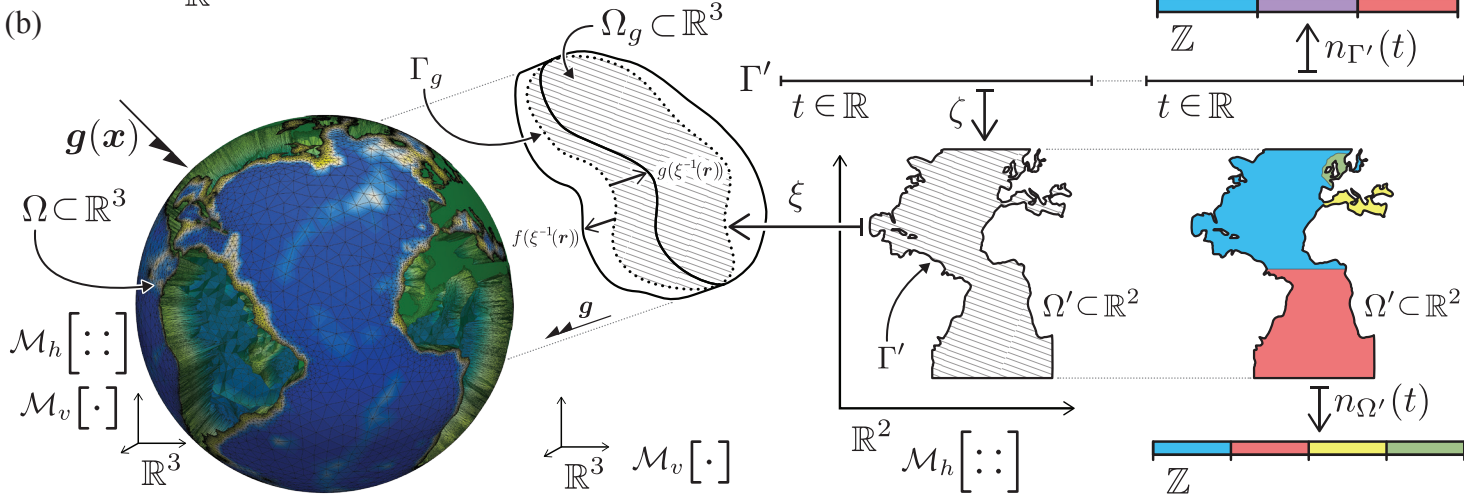 ℝ
(b)
Ω_g ⊂ ℝ³
ℤ
n_Γ′(t)
Γ_g
Γ′
t ∈ ℝ
t ∈ ℝ
ζ
g(x)
g(ξ⁻¹(r))
ξ
Ω ⊂ ℝ³
f(ξ⁻¹(r))
g
Ω′ ⊂ ℝ²
Ω′ ⊂ ℝ²
Γ′
ℳ_h [∷]
ℳ_v [·]
n_Ω′(t)
ℝ³
ℝ³
ℳ_v [·]
ℝ²
ℳ_h [∷]
ℤ